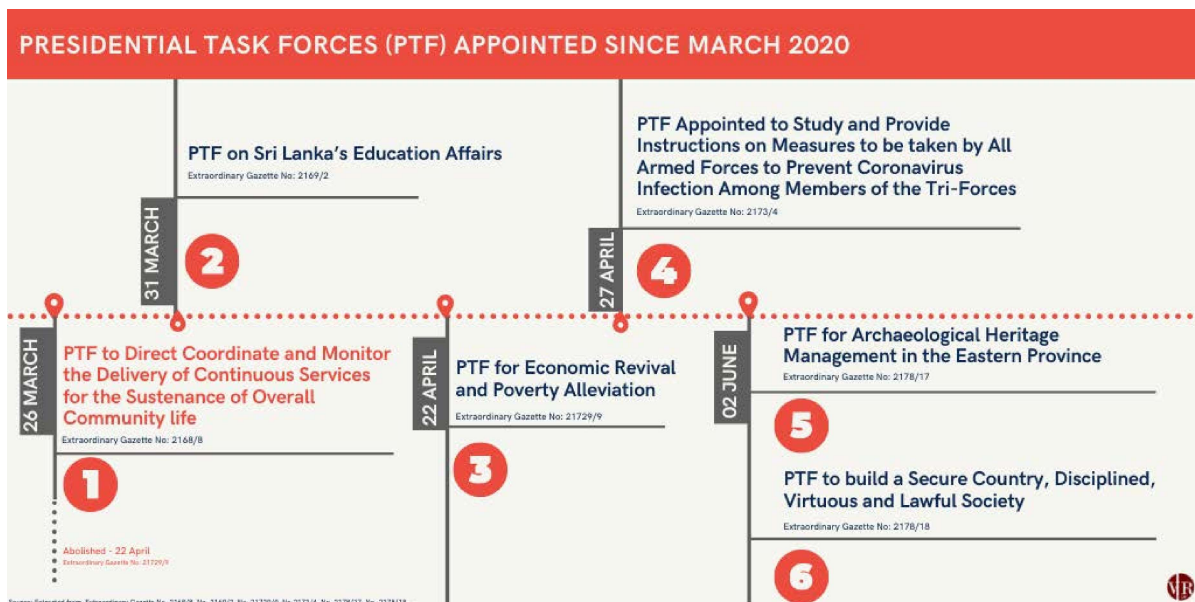 PRESIDENTIAL TASK FORCES (PTF) APPOINTED SINCE MARCH 2020
26 MARCH
PTF to Direct Coordinate and Monitor
the Delivery of Continuous Services
for the Sustenance of Overall
Community life
Extraordinary Gazette No: 2168/8
1
Abolished - 22 April
Extraordinary Gazette No: 21729/9
31 MARCH
PTF on Sri Lanka's Education Affairs
Extraordinary Gazette No: 2169/2
2
22 APRIL
PTF for Economic Revival
and Poverty Alleviation
Extraordinary Gazette No: 21729/9
3
27 APRIL
PTF Appointed to Study and Provide
Instructions on Measures to be taken by All
Armed Forces to Prevent Coronavirus
Infection Among Members of the Tri-Forces
Extraordinary Gazette No: 2173/4
4
02 JUNE
PTF for Archaeological Heritage
Management in the Eastern Province
Extraordinary Gazette No: 2178/17
5
PTF to build a Secure Country, Disciplined,
Virtuous and Lawful Society
Extraordinary Gazette No: 2178/18
6
VR